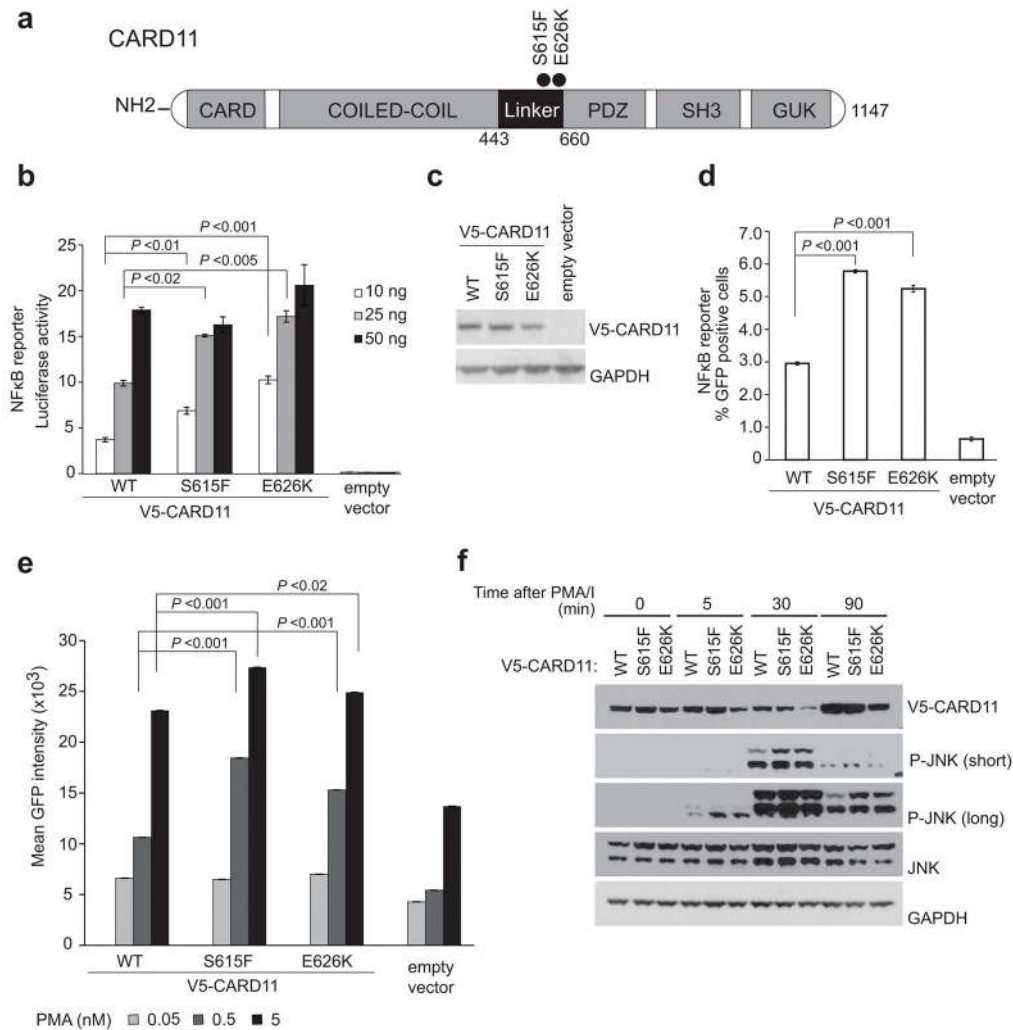 a
CARD11
S615F
E626K
NH2
CARD
COILED-COIL
Linker
PDZ
SH3
GUK
1147
443
660
b
NFκB reporter
Luciferase activity
25
20
15
10
5
0
P <0.001
P <0.01
P <0.005
P <0.02
10 ng
25 ng
50 ng
WT
S615F
E626K
empty
vector
V5-CARD11
c
V5-CARD11
WT
S615F
E626K
empty vector
V5-CARD11
GAPDH
d
NFκB reporter
% GFP positive cells
7.0
6.0
5.0
4.0
3.0
2.0
1.0
.0
P <0.001
P <0.001
WT
S615F
E626K
empty
vector
V5-CARD11
e
Mean GFP intensity (x10³)
30
25
20
15
10
5
0
P <0.02
P <0.001
P <0.001
P <0.001
WT
S615F
E626K
empty
vector
V5-CARD11
PMA (nM) 0.05 0.5 5
f
Time after PMA/I
(min)
0 5 30 90
V5-CARD11:
WT S615F E626K WT S615F E626K WT S615F E626K WT S615F E626K
V5-CARD11
P-JNK (short)
P-JNK (long)
JNK
GAPDH